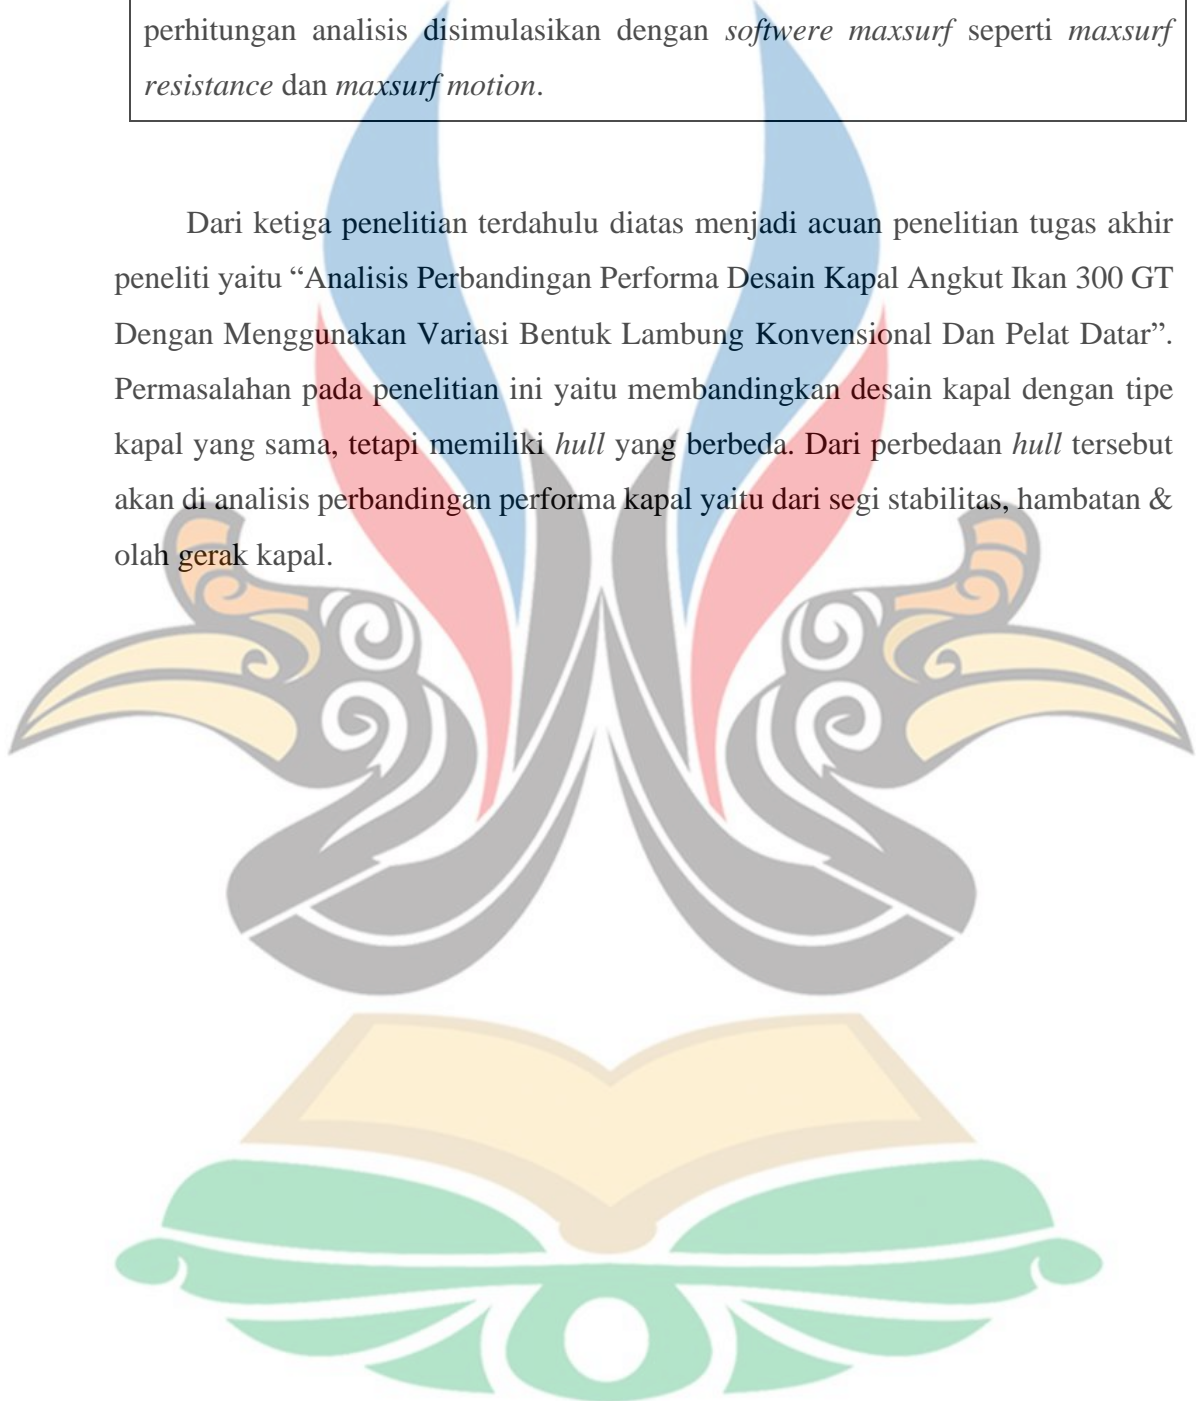 perhitungan analisis disimulasikan dengan softwere maxsurf seperti maxsurf
resistance dan maxsurf motion.
Dari ketiga penelitian terdahulu diatas menjadi acuan penelitian tugas akhir
peneliti yaitu “Analisis Perbandingan Performa Desain Kapal Angkut Ikan 300 GT
Dengan Menggunakan Variasi Bentuk Lambung Konvensional Dan Pelat Datar”.
Permasalahan pada penelitian ini yaitu membandingkan desain kapal dengan tipe
kapal yang sama, tetapi memiliki hull yang berbeda. Dari perbedaan hull tersebut
akan di analisis perbandingan performa kapal yaitu dari segi stabilitas, hambatan &
olah gerak kapal.